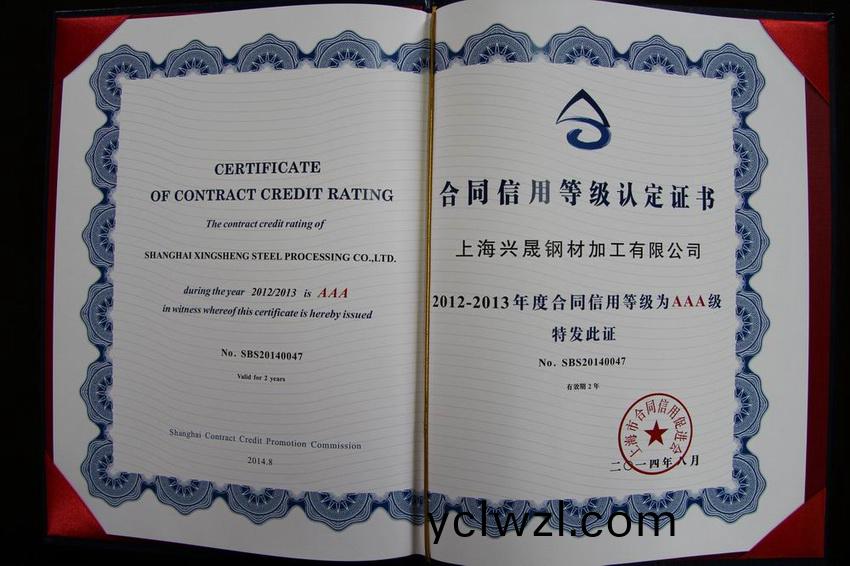 CERTIFICATE
OF CONTRACT CREDIT RATING
The contract credit rating of
SHANGHAI XINGSHENG STEEL PROCESSING CO.,LTD.
during the year 2012/2013 is AAA
in witness whereof this certificate is hereby issued
No. SBS20140047
Valid for 2 years
Shanghai Contract Credit Promotion Commission
2014.8
合同信用等级认定证书
上海兴晟钢材加工有限公司
2012-2013年度合同信用等级为AAA级
特发此证
No. SBS20140047
有效期2年
上海市合同信用促进会
二〇一四年八月
yclwzl.com